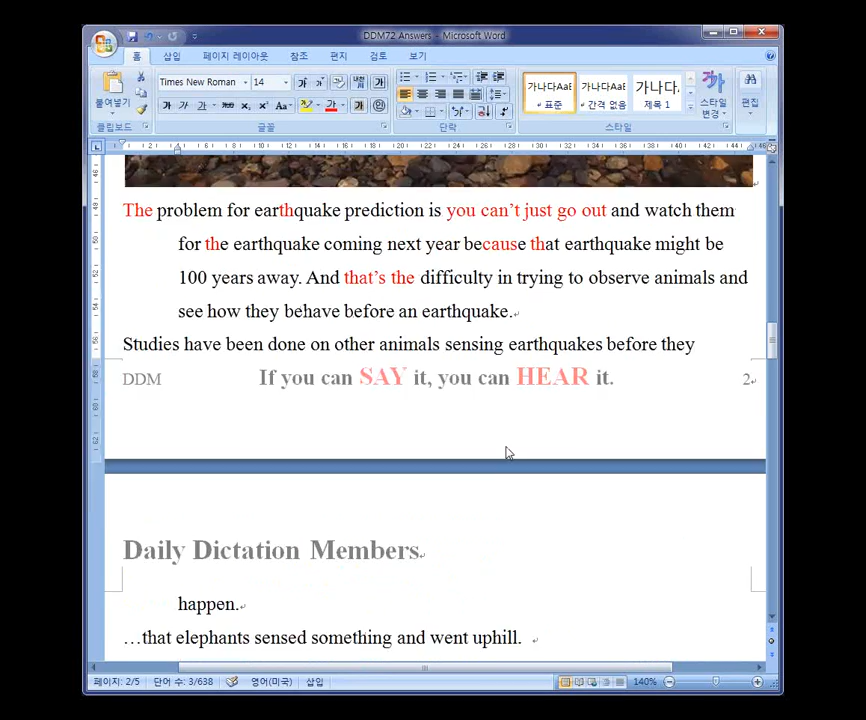 DDM72 Answers - Microsoft Word
홈 삽입 페이지 레이아웃 참조 편지 검토 보기
붙여넣기
Times New Roman 14
가나다AaE 가나다AaE 가나다
표준 간격 없음 제목 1
스타일 변경
편집
클립보드 글꼴 단락 스타일
The problem for earthquake prediction is you can't just go out and watch them
for the earthquake coming next year because that earthquake might be
100 years away. And that's the difficulty in trying to observe animals and
see how they behave before an earthquake.
Studies have been done on other animals sensing earthquakes before they
DDM If you can SAY it, you can HEAR it. 2
Daily Dictation Members
happen.
…that elephants sensed something and went uphill.
페이지: 2/5 단어 수: 3/638 영어(미국) 삽입 140%